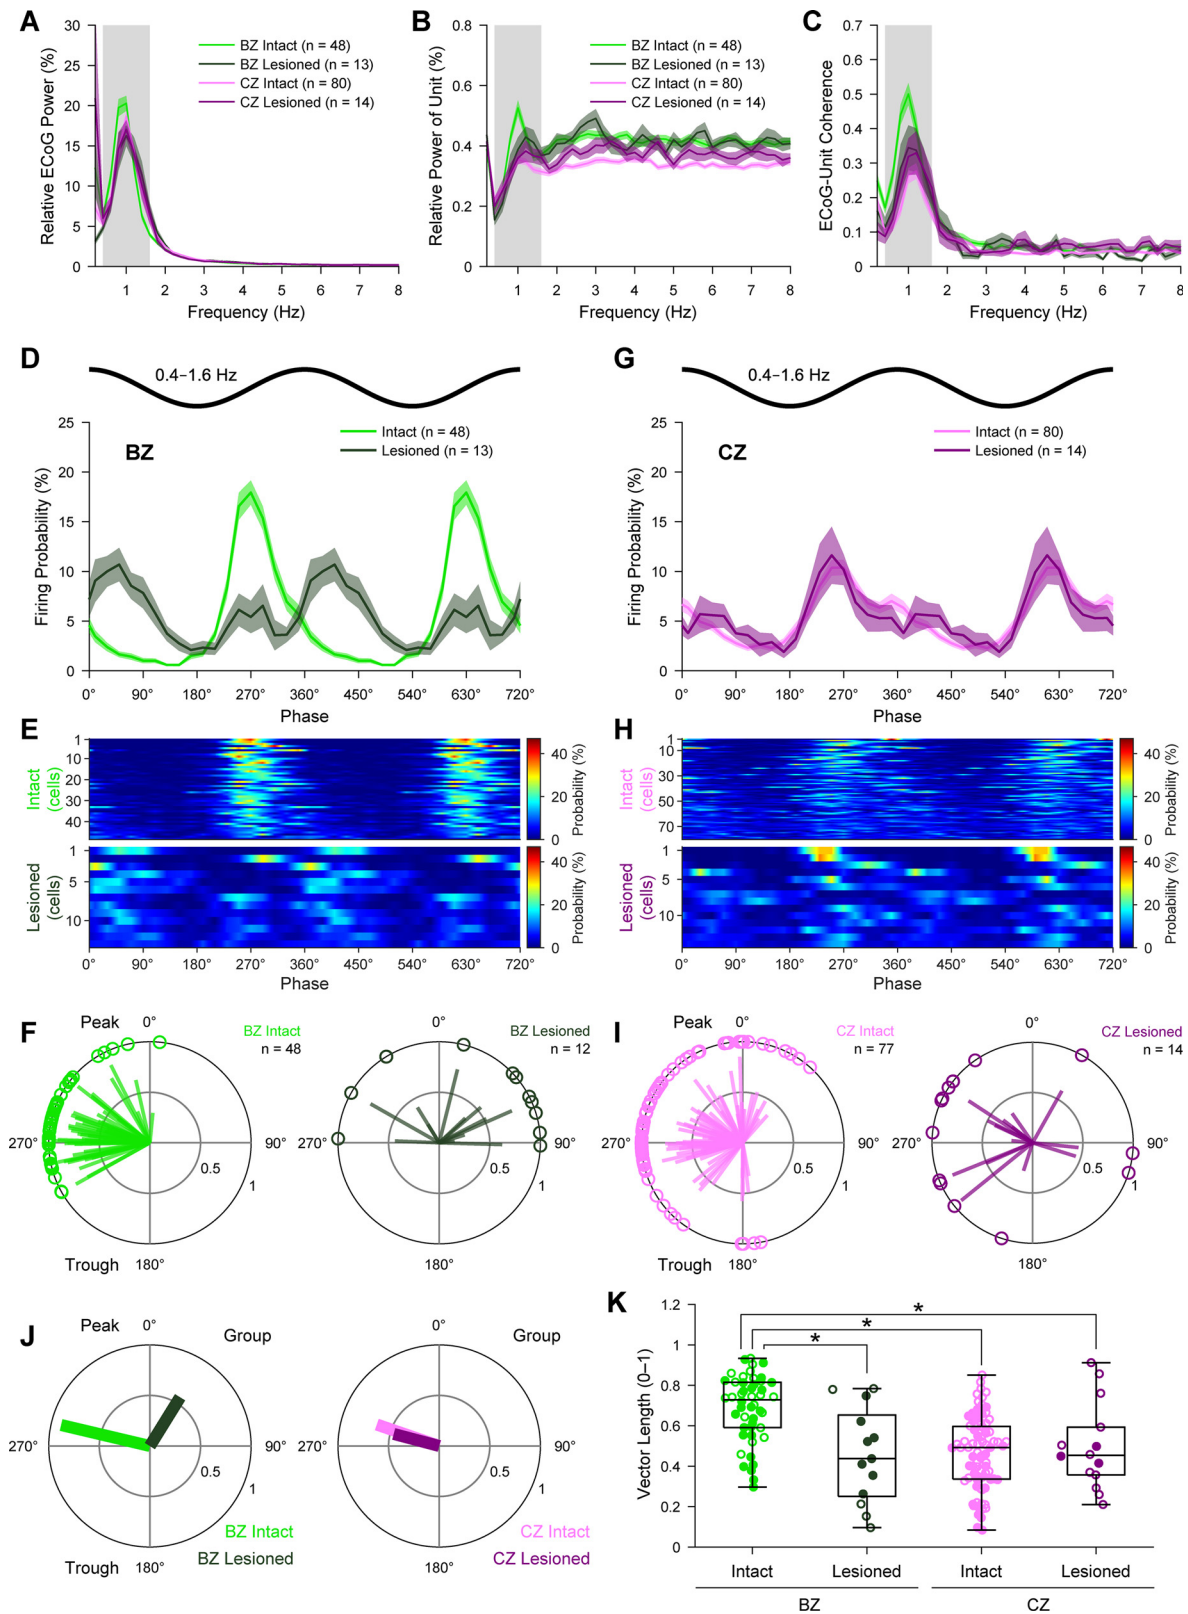 A
Relative ECoG Power (%)
30
25
20
15
10
5
0
1 2 3 4 5 6 7 8
Frequency (Hz)
BZ Intact (n = 48)
BZ Lesioned (n = 13)
CZ Intact (n = 80)
CZ Lesioned (n = 14)
B
Relative Power of Unit (%)
0.8
0.6
0.4
0.2
0
1 2 3 4 5 6 7 8
Frequency (Hz)
BZ Intact (n = 48)
BZ Lesioned (n = 13)
CZ Intact (n = 80)
CZ Lesioned (n = 14)
C
ECoG-Unit Coherence
0.7
0.6
0.5
0.4
0.3
0.2
0.1
0
1 2 3 4 5 6 7 8
Frequency (Hz)
D
0.4–1.6 Hz
Firing Probability (%)
25
20
15
10
5
0
BZ
Intact (n = 48)
Lesioned (n = 13)
0° 90° 180° 270° 360° 450° 540° 630° 720°
Phase
G
0.4–1.6 Hz
Firing Probability (%)
25
20
15
10
5
0
CZ
Intact (n = 80)
Lesioned (n = 14)
0° 90° 180° 270° 360° 450° 540° 630° 720°
Phase
E
Intact
(cells)
1
10
20
30
40
40
20
0
Probability (%)
Lesioned
(cells)
1
5
10
40
20
0
Probability (%)
0° 90° 180° 270° 360° 450° 540° 630° 720°
Phase
H
Intact
(cells)
1
10
30
50
70
40
20
0
Probability (%)
Lesioned
(cells)
1
5
10
40
20
0
Probability (%)
0° 90° 180° 270° 360° 450° 540° 630° 720°
Phase
F
Peak
0°
BZ Intact
n = 48
270°
90°
0.5
1
Trough
180°
0°
BZ Lesioned
n = 12
270°
90°
0.5
1
180°
I
Peak
0°
CZ Intact
n = 77
270°
90°
0.5
1
Trough
180°
0°
CZ Lesioned
n = 14
270°
90°
0.5
1
180°
J
Peak
0°
Group
270°
90°
0.5
1
BZ Intact
BZ Lesioned
Trough
180°
0°
Group
270°
90°
0.5
1
CZ Intact
CZ Lesioned
180°
K
Vector Length (0–1)
1.2
1
0.8
0.6
0.4
0.2
0
*
*
*
Intact Lesioned Intact Lesioned
BZ CZ